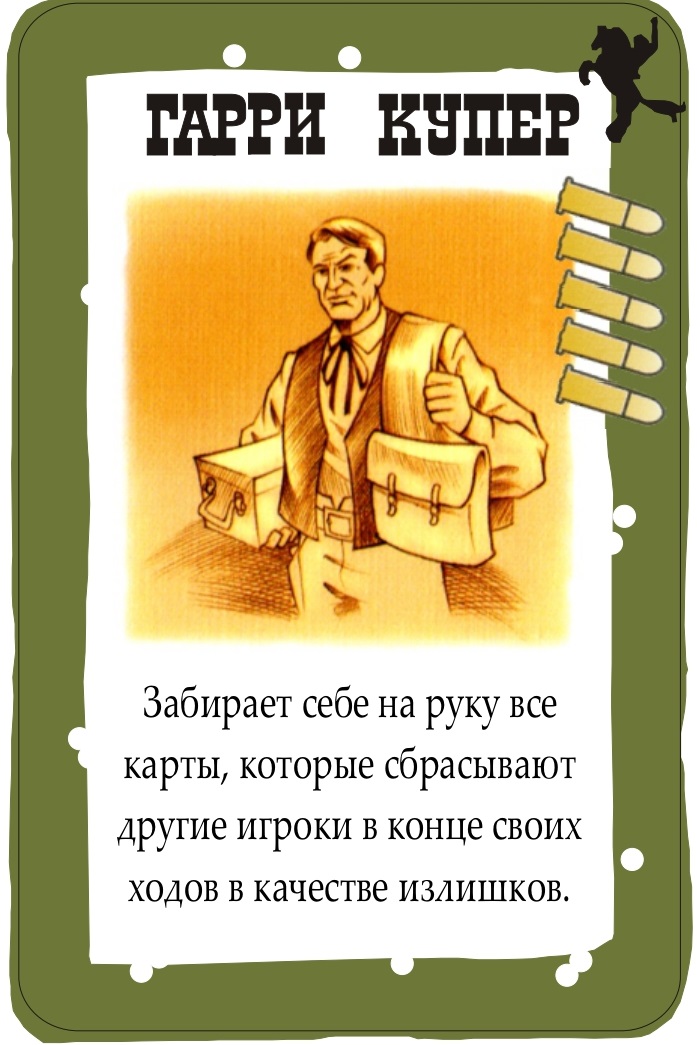 ГАРРИ КУПЕР
Забирает себе на руку все
карты, которые сбрасывают
другие игроки в конце своих
ходов в качестве излишков.